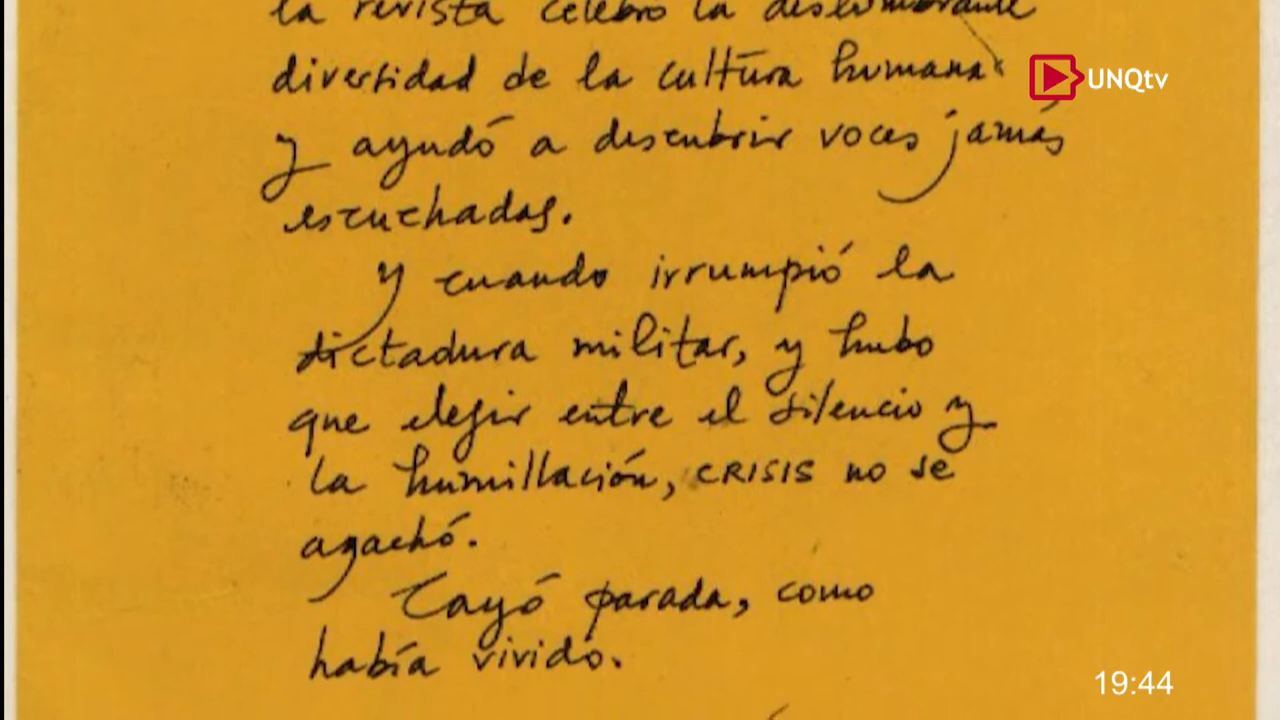 la revista celebró la deslumbrante
diversidad de la cultura humana
y ayudó a descubrir voces jamás
escuchadas.
y cuando irrumpió la
dictadura militar, y hubo
que elegir entre el silencio y
la humillación, CRISIS no se
agachó.
Cayó parada, como
había vivido.
UNQtv
19:44